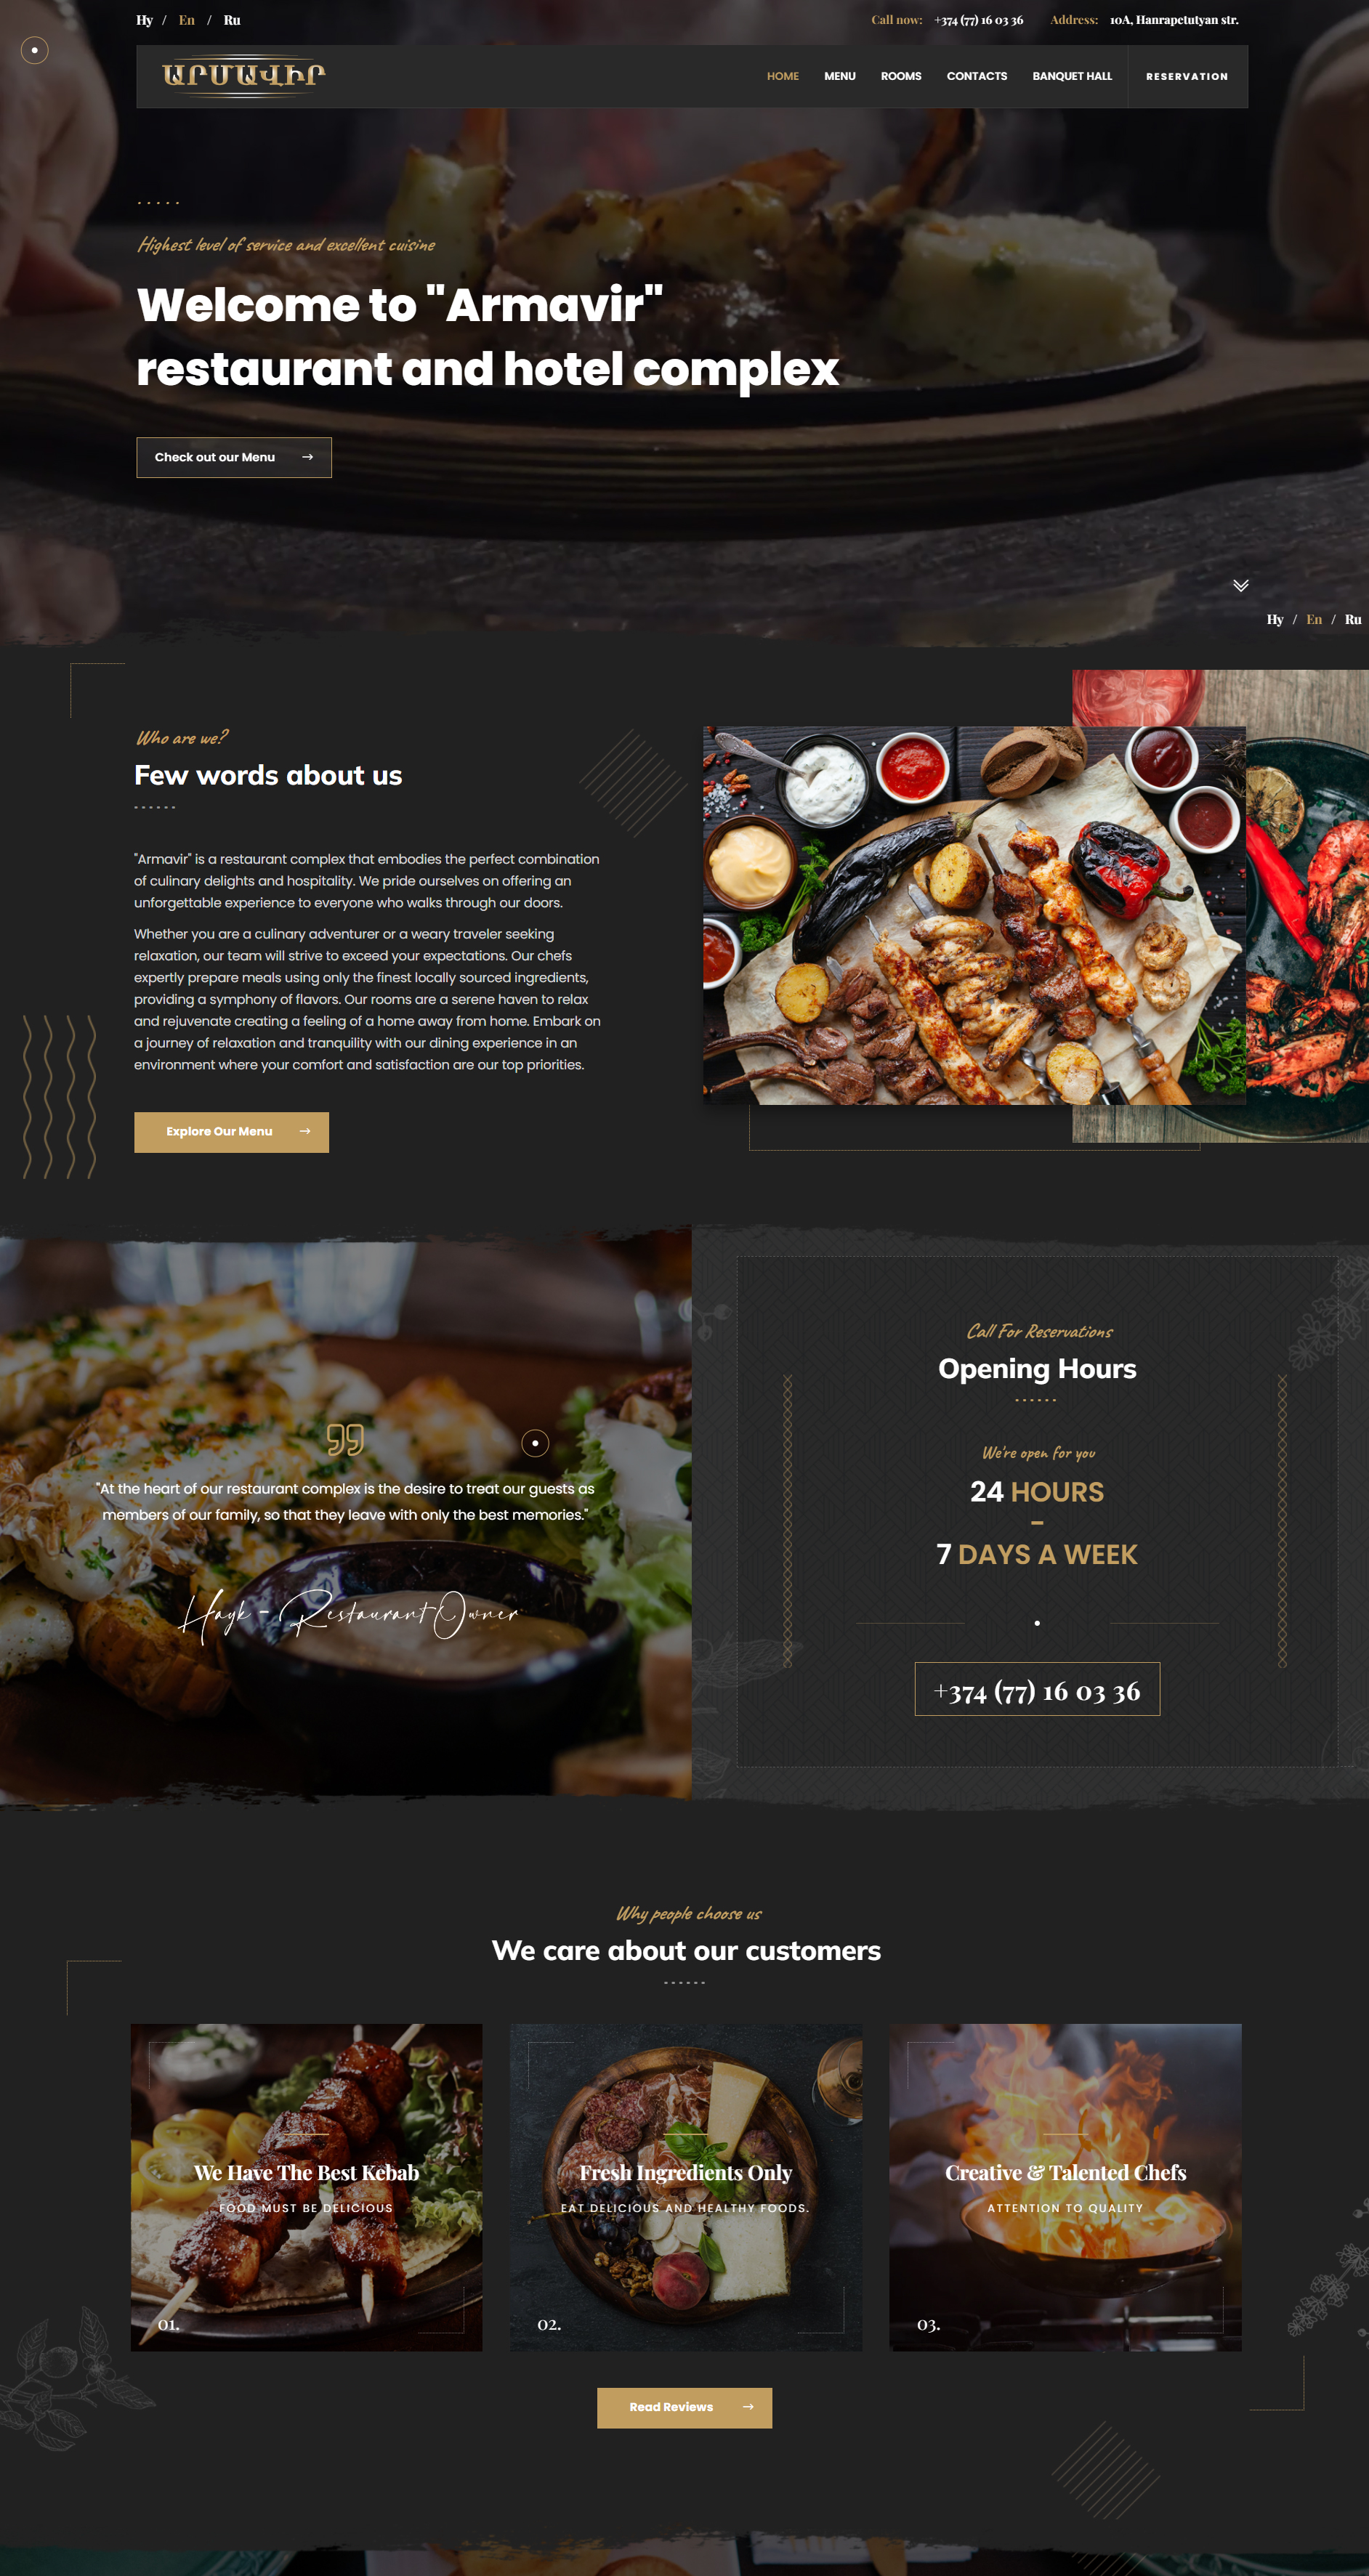 Hy / En / Ru
Call now: +374 (77) 16 03 36 Address: 10A, Hanrapetutyan str.
ԱՐՄԱՎԻՐ
HOME MENU ROOMS CONTACTS BANQUET HALL RESERVATION
Highest level of service and excellent cuisine
Welcome to "Armavir"
restaurant and hotel complex
Check out our Menu →
Hy / En / Ru
Who are we?
Few words about us
"Armavir" is a restaurant complex that embodies the perfect combination
of culinary delights and hospitality. We pride ourselves on offering an
unforgettable experience to everyone who walks through our doors.
Whether you are a culinary adventurer or a weary traveler seeking
relaxation, our team will strive to exceed your expectations. Our chefs
expertly prepare meals using only the finest locally sourced ingredients,
providing a symphony of flavors. Our rooms are a serene haven to relax
and rejuvenate creating a feeling of a home away from home. Embark on
a journey of relaxation and tranquility with our dining experience in an
environment where your comfort and satisfaction are our top priorities.
Explore Our Menu →
"At the heart of our restaurant complex is the desire to treat our guests as
members of our family, so that they leave with only the best memories."
Hayk - Restaurant Owner
Call For Reservations
Opening Hours
We're open for you
24 HOURS
-
7 DAYS A WEEK
+374 (77) 16 03 36
Why people choose us
We care about our customers
We Have The Best Kebab
FOOD MUST BE DELICIOUS
01.
Fresh Ingredients Only
EAT DELICIOUS AND HEALTHY FOODS.
02.
Creative & Talented Chefs
ATTENTION TO QUALITY
03.
Read Reviews →